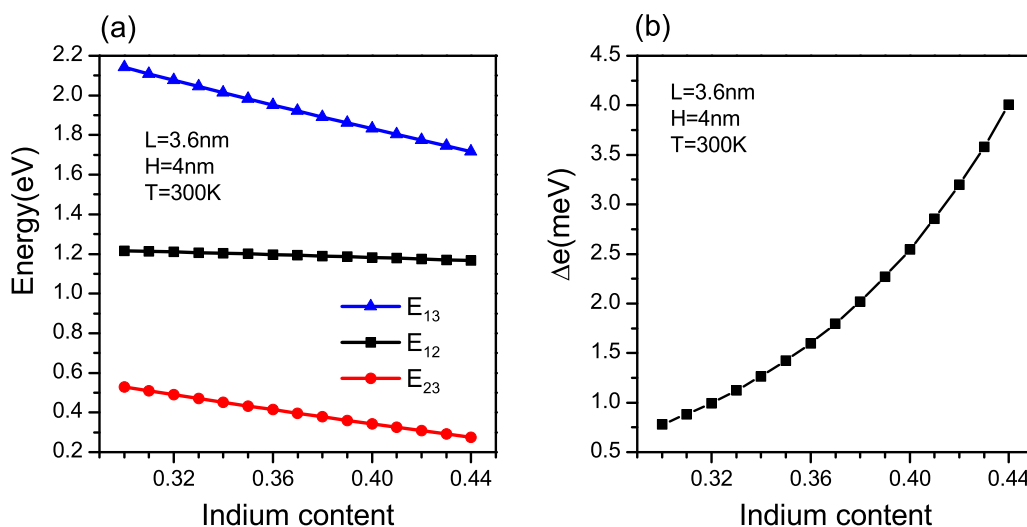 (a)
Energy(eV)
2.2
2.0
1.8
1.6
1.4
1.2
1.0
0.8
0.6
0.4
0.2
L=3.6nm
H=4nm
T=300K
E13
E12
E23
0.32
0.36
0.40
0.44
Indium content
(b)
Δe(meV)
4.5
4.0
3.5
3.0
2.5
2.0
1.5
1.0
0.5
L=3.6nm
H=4nm
T=300K
0.32
0.36
0.40
0.44
Indium content